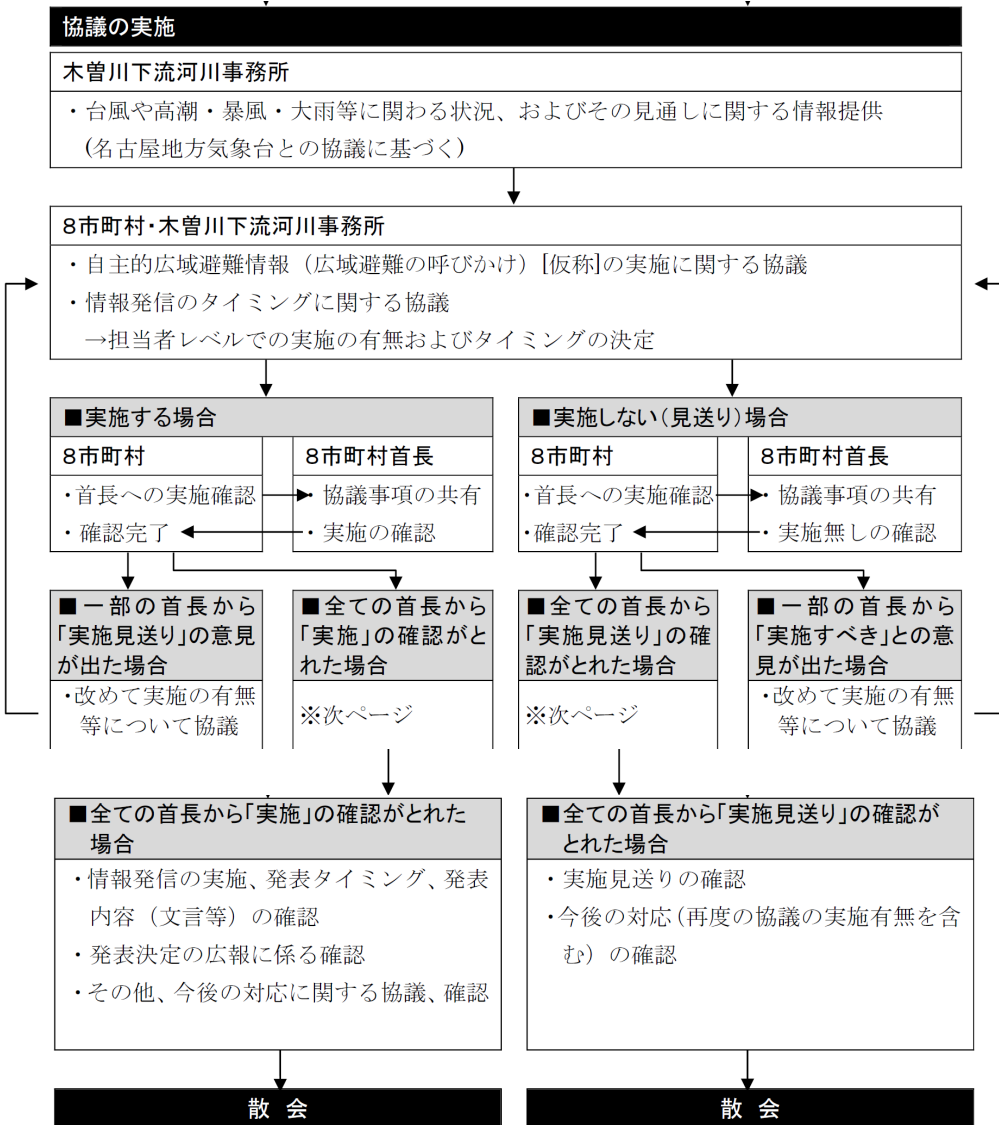 協議の実施
木曽川下流河川事務所
・台風や高潮・暴風・大雨等に関わる状況、およびその見通しに関する情報提供
(名古屋地方気象台との協議に基づく)
8市町村・木曽川下流河川事務所
・自主的広域避難情報（広域避難の呼びかけ）[仮称]の実施に関する協議
・情報発信のタイミングに関する協議
→担当者レベルでの実施の有無およびタイミングの決定
■実施する場合
8市町村
・首長への実施確認
・確認完了
8市町村首長
・協議事項の共有
・実施の確認
■実施しない（見送り）場合
8市町村
・首長への実施確認
・確認完了
8市町村首長
・協議事項の共有
・実施無しの確認
■一部の首長から
「実施見送り」の意見
が出た場合
・改めて実施の有無
等について協議
■全ての首長から
「実施」の確認がと
れた場合
※次ページ
■全ての首長から
「実施見送り」の確
認がとれた場合
※次ページ
■一部の首長から
「実施すべき」との意
見が出た場合
・改めて実施の有無
等について協議
■全ての首長から「実施」の確認がとれた
場合
・情報発信の実施、発表タイミング、発表
内容（文言等）の確認
・発表決定の広報に係る確認
・その他、今後の対応に関する協議、確認
散 会
■全ての首長から「実施見送り」の確認が
とれた場合
・実施見送りの確認
・今後の対応（再度の協議の実施有無を含
む）の確認
散 会